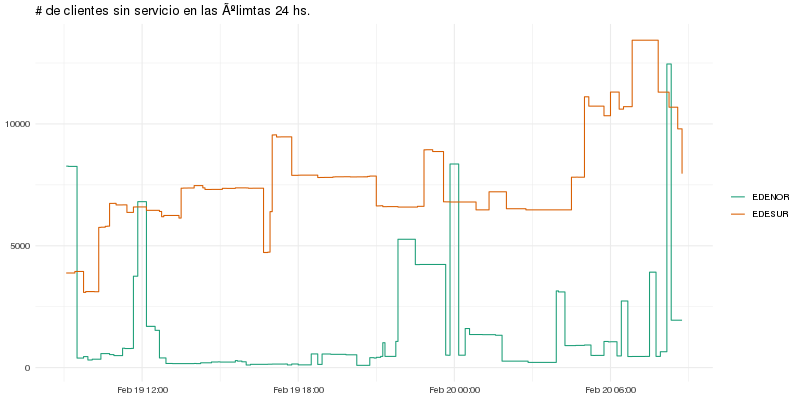 # de clientes sin servicio en las Ãºlimtas 24 hs.
10000
5000
0
Feb 19 12:00
Feb 19 18:00
Feb 20 00:00
Feb 20 06:00
EDENOR
EDESUR